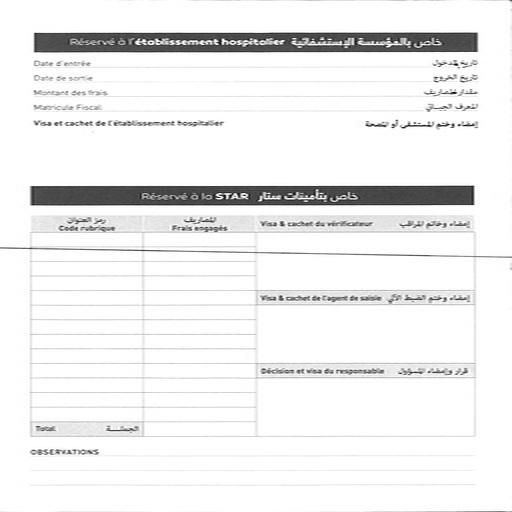 Réservé à l'établissement hospitalier خاص بالمؤسسة الإستشفائية
Date d'entrée تاريخ الدخول
Date de sortie تاريخ الخروج
Montant des frais مقدار المصاريف
Matricule Fiscal المعرف الجبائي
Visa et cachet de l'établissement hospitalier إمضاء وختم المستشفى أو المصحة
Réservé à la STAR خاص بتأمينات ستار
رمز العنوان المصاريف
Code rubrique Frais engagés Visa & cachet du vérificateur إمضاء وخاتم المراقب
Visa & cachet de l'agent de saisie إمضاء وختم الضبط الآلي
Décision et visa du responsable قرار وإمضاء المسؤول
Total الجملـــة
OBSERVATIONS